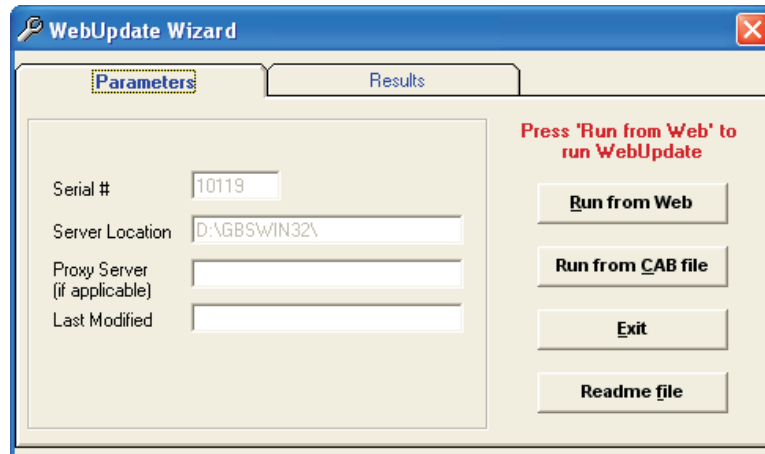 WebUpdate Wizard
Parameters
Results
Press 'Run from Web' to
run WebUpdate
Serial #
10119
Run from Web
Server Location
D:\GBSWIN32\
Proxy Server
(if applicable)
Run from CAB file
Last Modified
Exit
Readme file